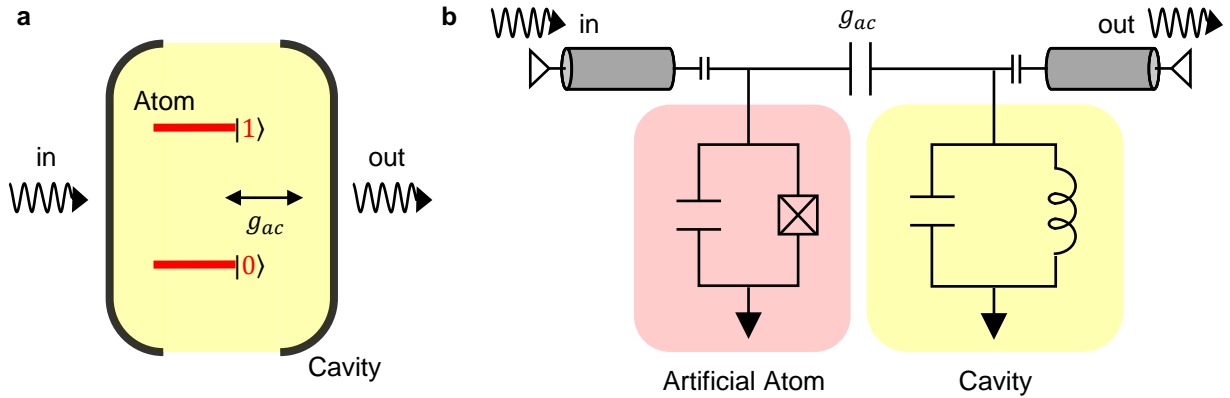 a
Atom
|1⟩
in
out
g_ac
|0⟩
Cavity
b
in
g_ac
out
Artificial Atom
Cavity